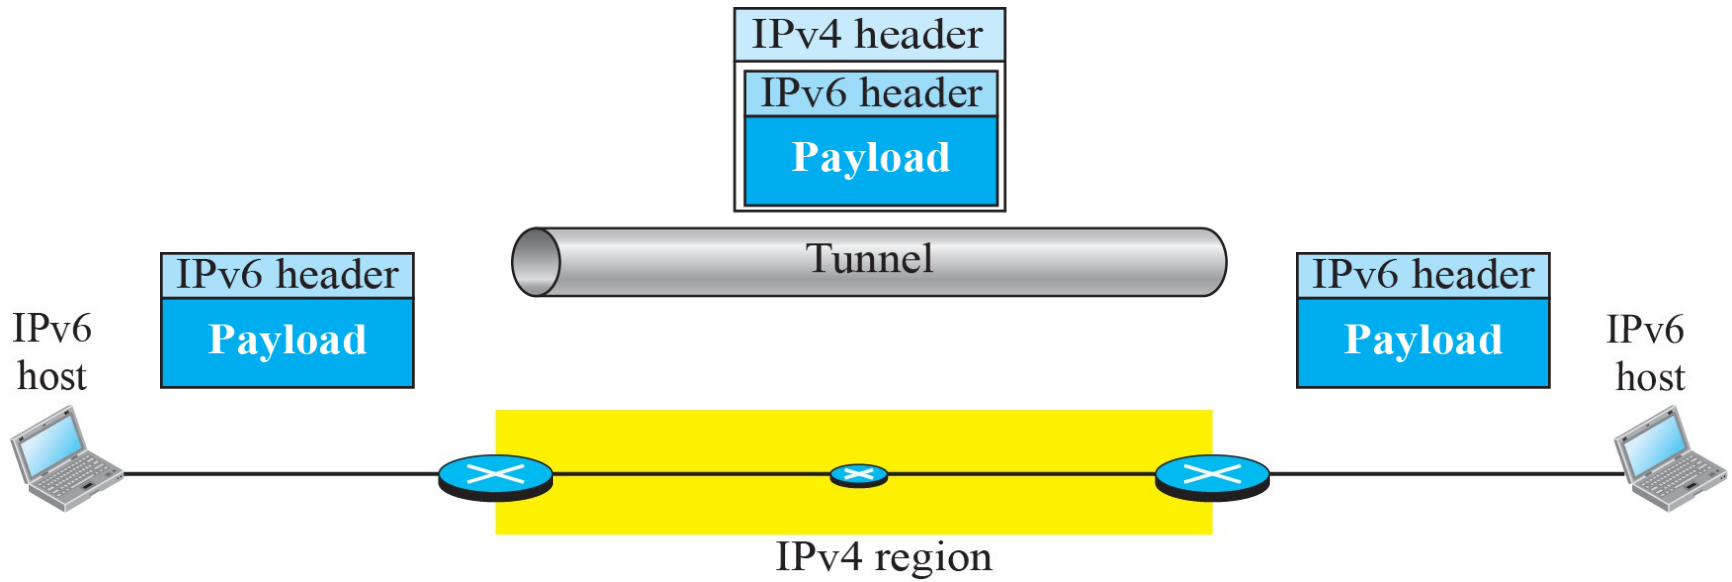 IPv4 header
IPv6 header
Payload
Tunnel
IPv6 header
Payload
IPv6 header
Payload
IPv6
host
IPv6
host
IPv4 region